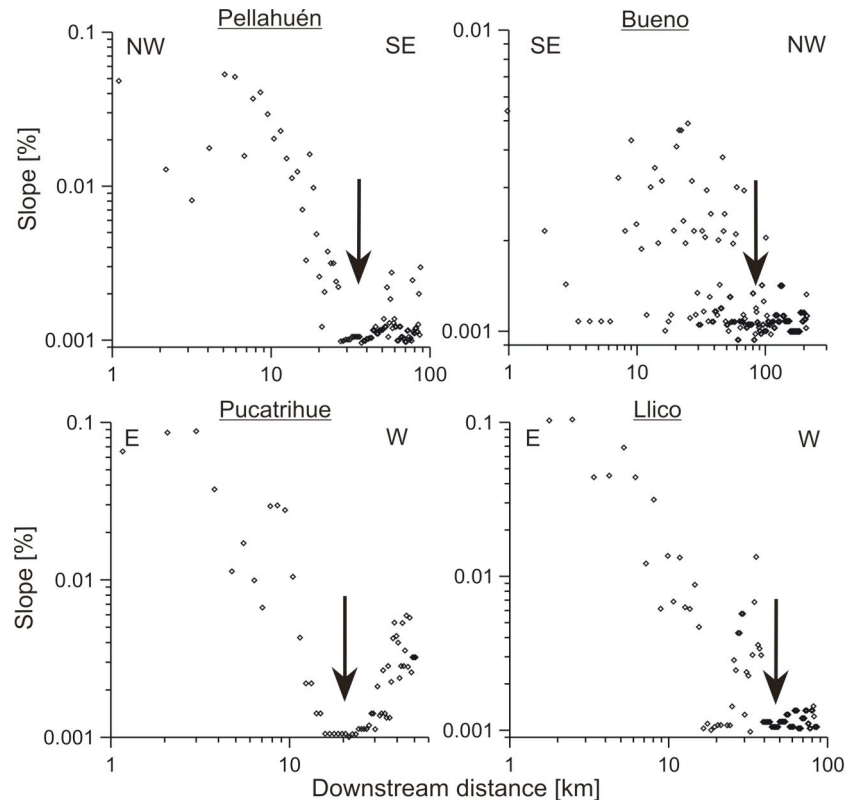 Pellahuén
NW
SE
0.1
0.01
0.001
1
10
100
Slope [%]
Bueno
SE
NW
0.01
0.001
1
10
100
Pucatrihue
E
W
0.1
0.01
0.001
1
10
Slope [%]
Llico
E
W
0.1
0.01
0.001
1
10
100
Downstream distance [km]